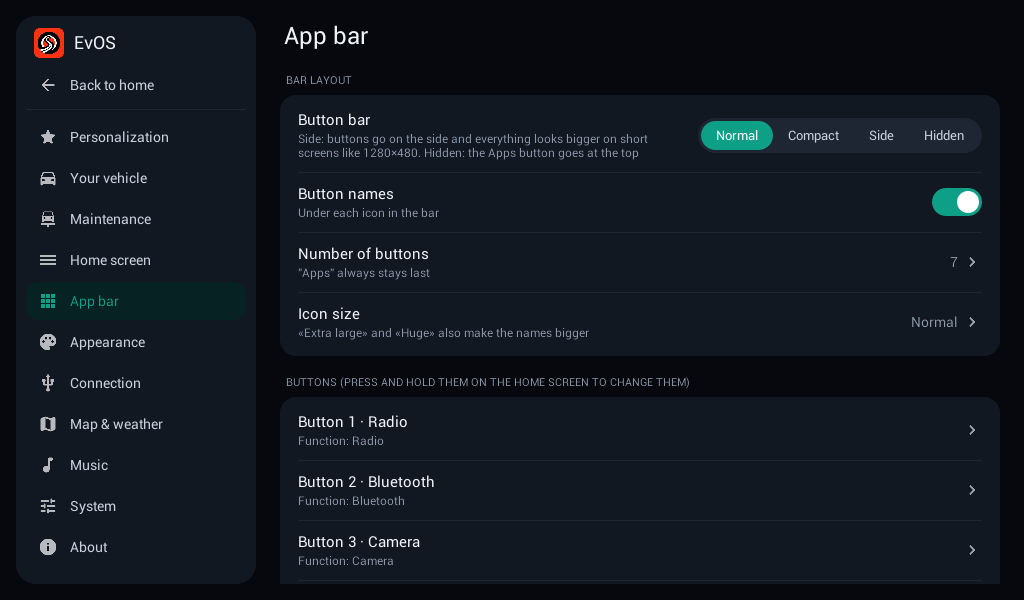 EvOS
Back to home
Personalization
Your vehicle
Maintenance
Home screen
App bar
Appearance
Connection
Map & weather
Music
System
About
App bar
BAR LAYOUT
Button bar
Side: buttons go on the side and everything looks bigger on short
screens like 1280×480. Hidden: the Apps button goes at the top
Normal Compact Side Hidden
Button names
Under each icon in the bar
Number of buttons
"Apps" always stays last
7
Icon size
«Extra large» and «Huge» also make the names bigger
Normal
BUTTONS (PRESS AND HOLD THEM ON THE HOME SCREEN TO CHANGE THEM)
Button 1 · Radio
Function: Radio
Button 2 · Bluetooth
Function: Bluetooth
Button 3 · Camera
Function: Camera